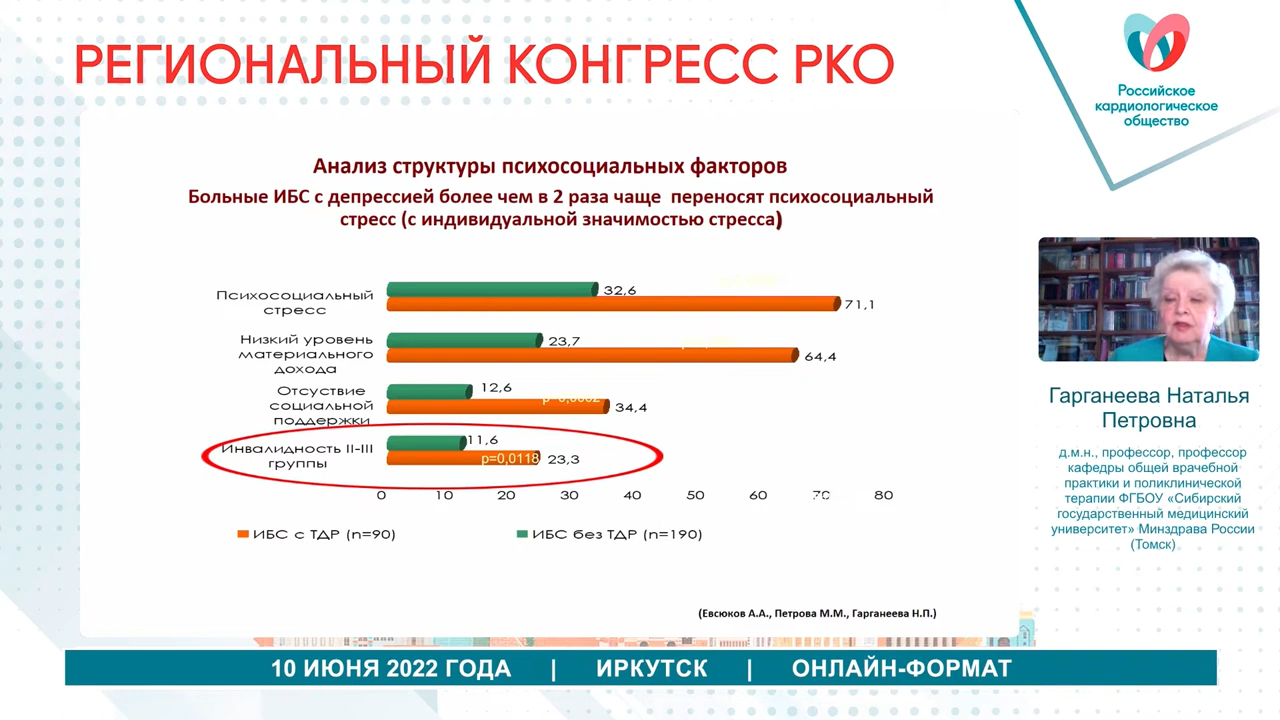 РЕГИОНАЛЬНЫЙ КОНГРЕСС РКО
Российское
кардиологическое
общество
Анализ структуры психосоциальных факторов
Больные ИБС с депрессией более чем в 2 раза чаще переносят психосоциальный
стресс (с индивидуальной значимостью стресса)
Психосоциальный
стресс
32,6
71,1
Низкий уровень
материального
дохода
23,7
64,4
Отсуствие
социальной
поддержки
12,6
34,4
Инвалидность II-III
группы
11,6
p=0,0118
23,3
0 10 20 30 40 50 60 70 80
ИБС с ТДР (n=90)
ИБС без ТДР (n=190)
(Евсюков А.А., Петрова М.М., Гарганеева Н.П.)
Гарганеева Наталья
Петровна
д.м.н., профессор, профессор
кафедры общей врачебной
практики и поликлинической
терапии ФГБОУ «Сибирский
государственный медицинский
университет» Минздрава России
(Томск)
10 ИЮНЯ 2022 ГОДА | ИРКУТСК | ОНЛАЙН-ФОРМАТ